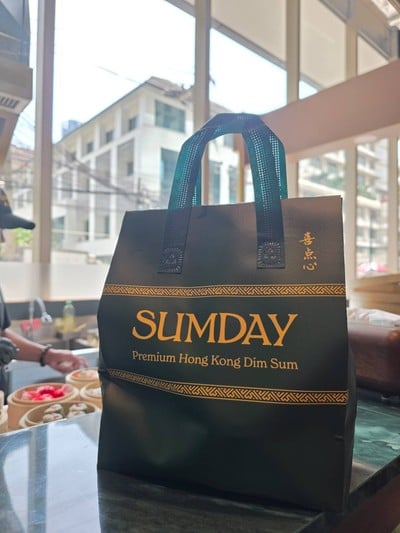 喜点心
SUMDAY
Premium Hong Kong Dim Sum